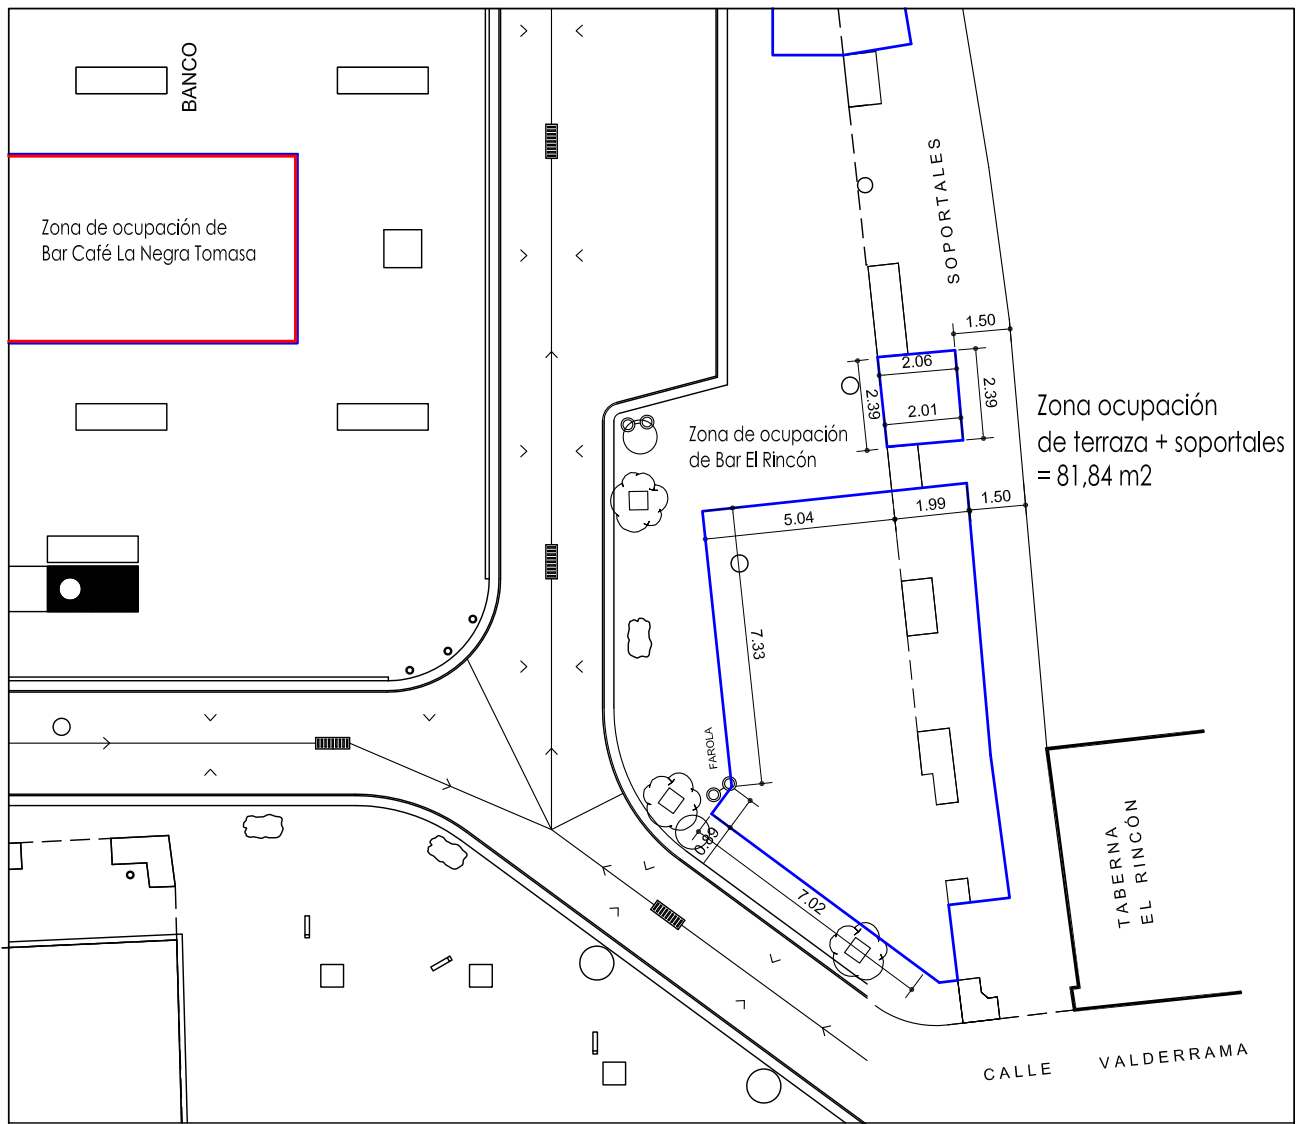 BANCO
Zona de ocupación de
Bar Café La Negra Tomasa
SOPORTALES
1.50
2.06
2.39
2.39
2.01
Zona ocupación
de terraza + soportales
= 81,84 m2
Zona de ocupación
de Bar El Rincón
5.04
1.99
1.50
7.33
FAROLA
0.89
7.02
TABERNA
EL RINCÓN
CALLE VALDERRAMA